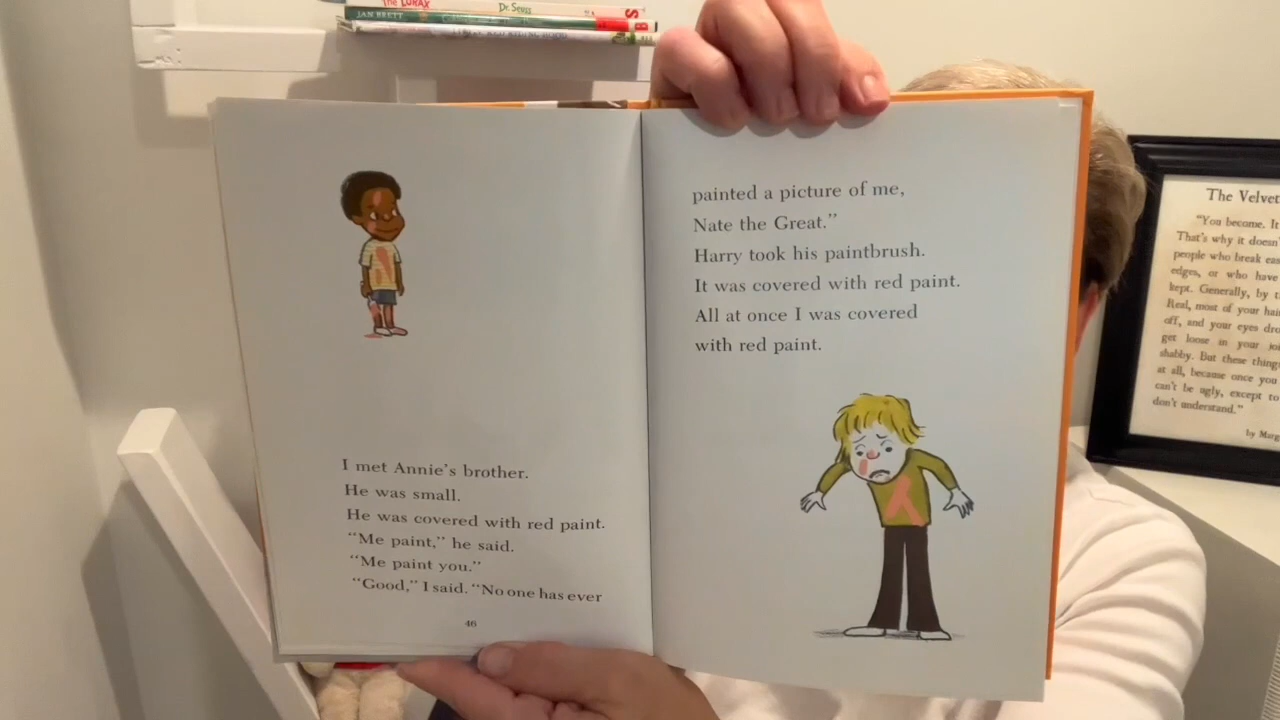 The LORAX Dr. Seuss
JAN BRETT
I met Annie's brother.
He was small.
He was covered with red paint.
"Me paint," he said.
"Me paint you."
"Good," I said. "No one has ever
46
painted a picture of me,
Nate the Great."
Harry took his paintbrush.
It was covered with red paint.
All at once I was covered
with red paint.
The Velvet
"You become. It
That's why it doesn'
people who break eas
edges, or who have
kept. Generally, by t
Real, most of your hai
off, and your eyes dro
get loose in your joi
shabby. But these thing
at all, because once you
can't be ugly, except to
don't understand."
by Marg